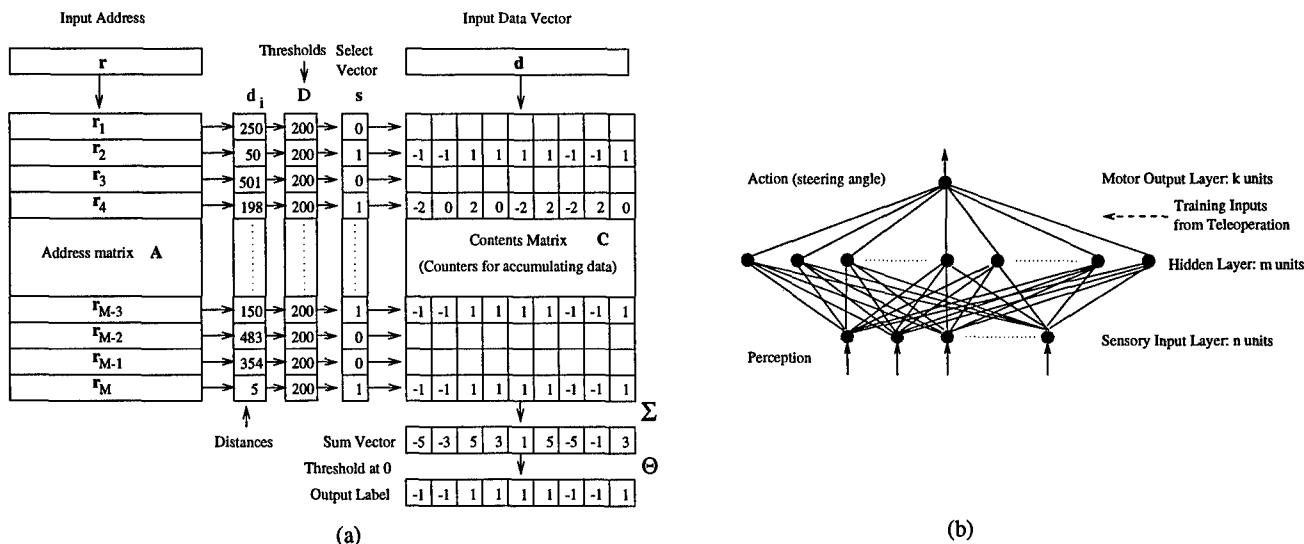 Input Address
Input Data Vector
Thresholds Select Vector
r
d
d i D s
r1 250 200 0
r2 50 200 1 -1 -1 1 1 1 1 -1 -1 1
r3 501 200 0
r4 198 200 1 -2 0 2 0 -2 2 -2 2 0
Address matrix A
Contents Matrix C
(Counters for accumulating data)
rM-3 150 200 1 -1 -1 1 1 1 1 -1 -1 1
rM-2 483 200 0
rM-1 354 200 0
rM 5 200 1 -1 -1 1 1 1 1 -1 -1 1
Σ
Distances
Sum Vector -5 -3 5 3 1 5 -5 -1 3
Threshold at 0
Θ
Output Label -1 -1 1 1 1 1 -1 -1 1
(a)
Action (steering angle)
Motor Output Layer: k units
Training Inputs
from Teleoperation
Hidden Layer: m units
Sensory Input Layer: n units
Perception
(b)